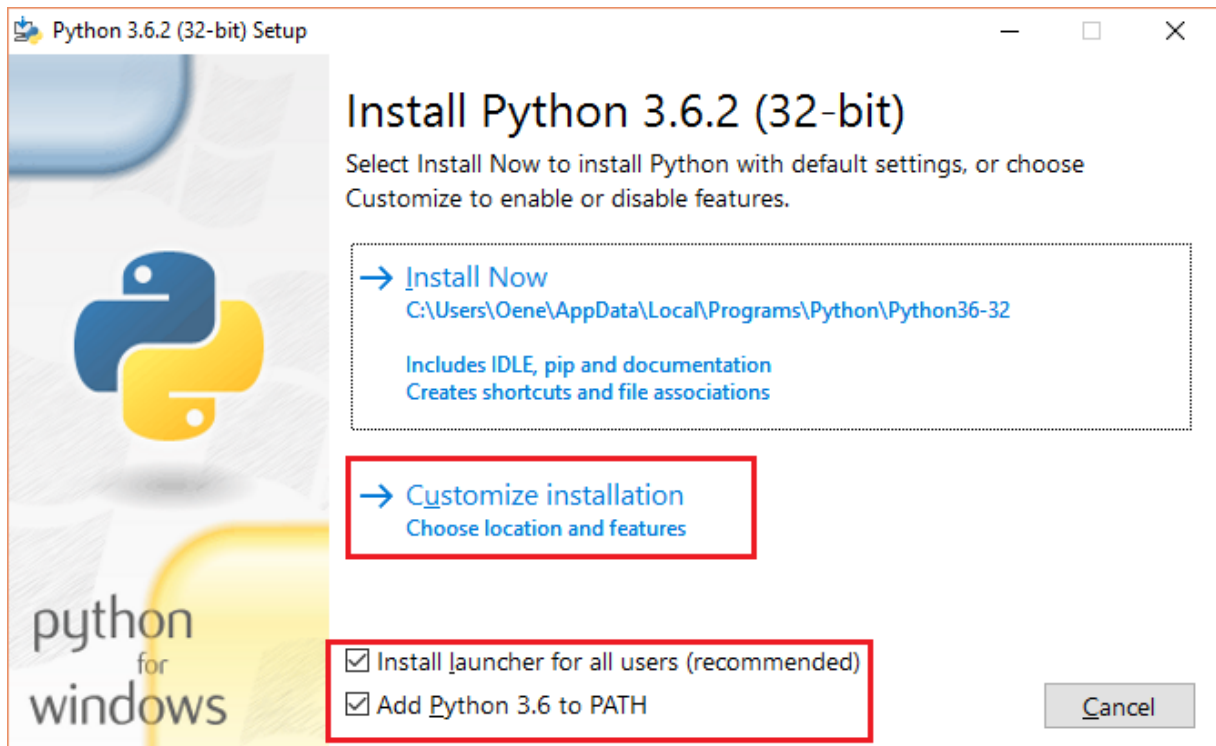 Python 3.6.2 (32-bit) Setup
Install Python 3.6.2 (32-bit)
Select Install Now to install Python with default settings, or choose
Customize to enable or disable features.
Install Now
C:\Users\Oene\AppData\Local\Programs\Python\Python36-32
Includes IDLE, pip and documentation
Creates shortcuts and file associations
Customize installation
Choose location and features
python
for
windows
Install launcher for all users (recommended)
Add Python 3.6 to PATH
Cancel